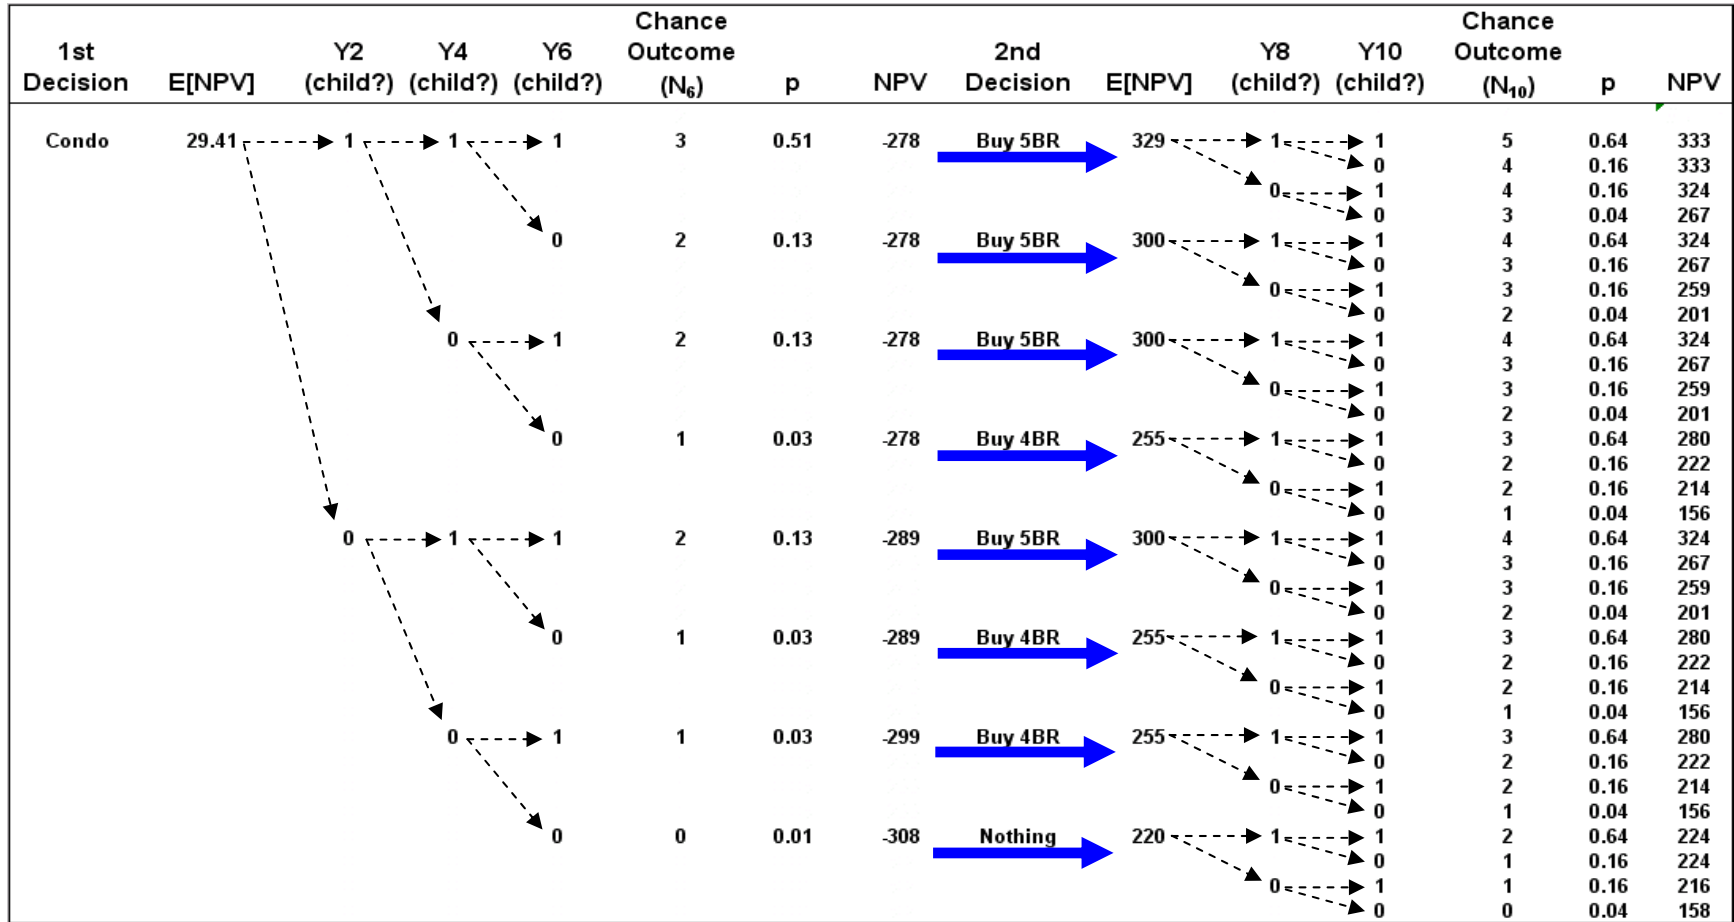 Chance Chance
1st Y2 Y4 Y6 Outcome 2nd Y8 Y10 Outcome
Decision E[NPV] (child?) (child?) (child?) (N₆) p NPV Decision E[NPV] (child?) (child?) (N₁₀) p NPV
Condo 29.41 1 1 1 3 0.51 -278 Buy 5BR 329 1 1 5 0.64 333
0 4 0.16 333
0 1 4 0.16 324
0 3 0.04 267
0 2 0.13 -278 Buy 5BR 300 1 1 4 0.64 324
0 3 0.16 267
0 1 3 0.16 259
0 2 0.04 201
0 1 2 0.13 -278 Buy 5BR 300 1 1 4 0.64 324
0 3 0.16 267
0 1 3 0.16 259
0 2 0.04 201
0 1 0.03 -278 Buy 4BR 255 1 1 3 0.64 280
0 2 0.16 222
0 1 2 0.16 214
0 1 0.04 156
0 1 1 2 0.13 -289 Buy 5BR 300 1 1 4 0.64 324
0 3 0.16 267
0 1 3 0.16 259
0 2 0.04 201
0 1 0.03 -289 Buy 4BR 255 1 1 3 0.64 280
0 2 0.16 222
0 1 2 0.16 214
0 1 0.04 156
0 1 1 0.03 -299 Buy 4BR 255 1 1 3 0.64 280
0 2 0.16 222
0 1 2 0.16 214
0 1 0.04 156
0 0 0.01 -308 Nothing 220 1 1 2 0.64 224
0 1 0.16 224
0 1 1 0.16 216
0 0 0.04 158